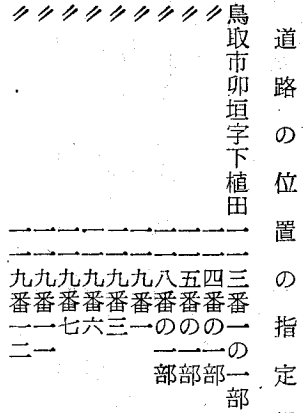 道路の位置の指定
鳥取市卯垣字下植田一一三番一の一部
〃一一四番の一部
〃一一五番の一部
〃一一八番の一部
〃一一九番一
〃一一九番三
〃一一九番六
〃一一九番七
〃一一九番一一
〃一一九番一二